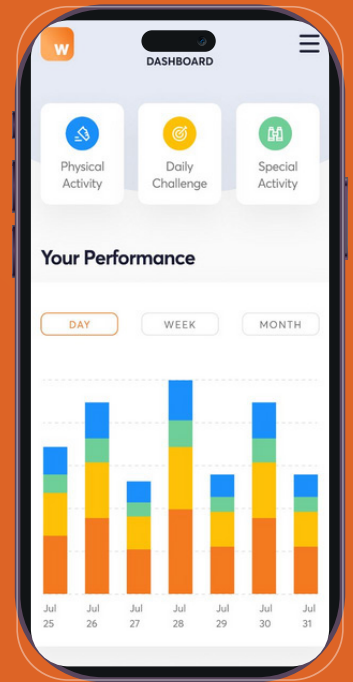 w
DASHBOARD
Physical
Activity
Daily
Challenge
Special
Activity
Your Performance
DAY WEEK MONTH
Jul Jul Jul Jul Jul Jul Jul
25 26 27 28 29 30 31